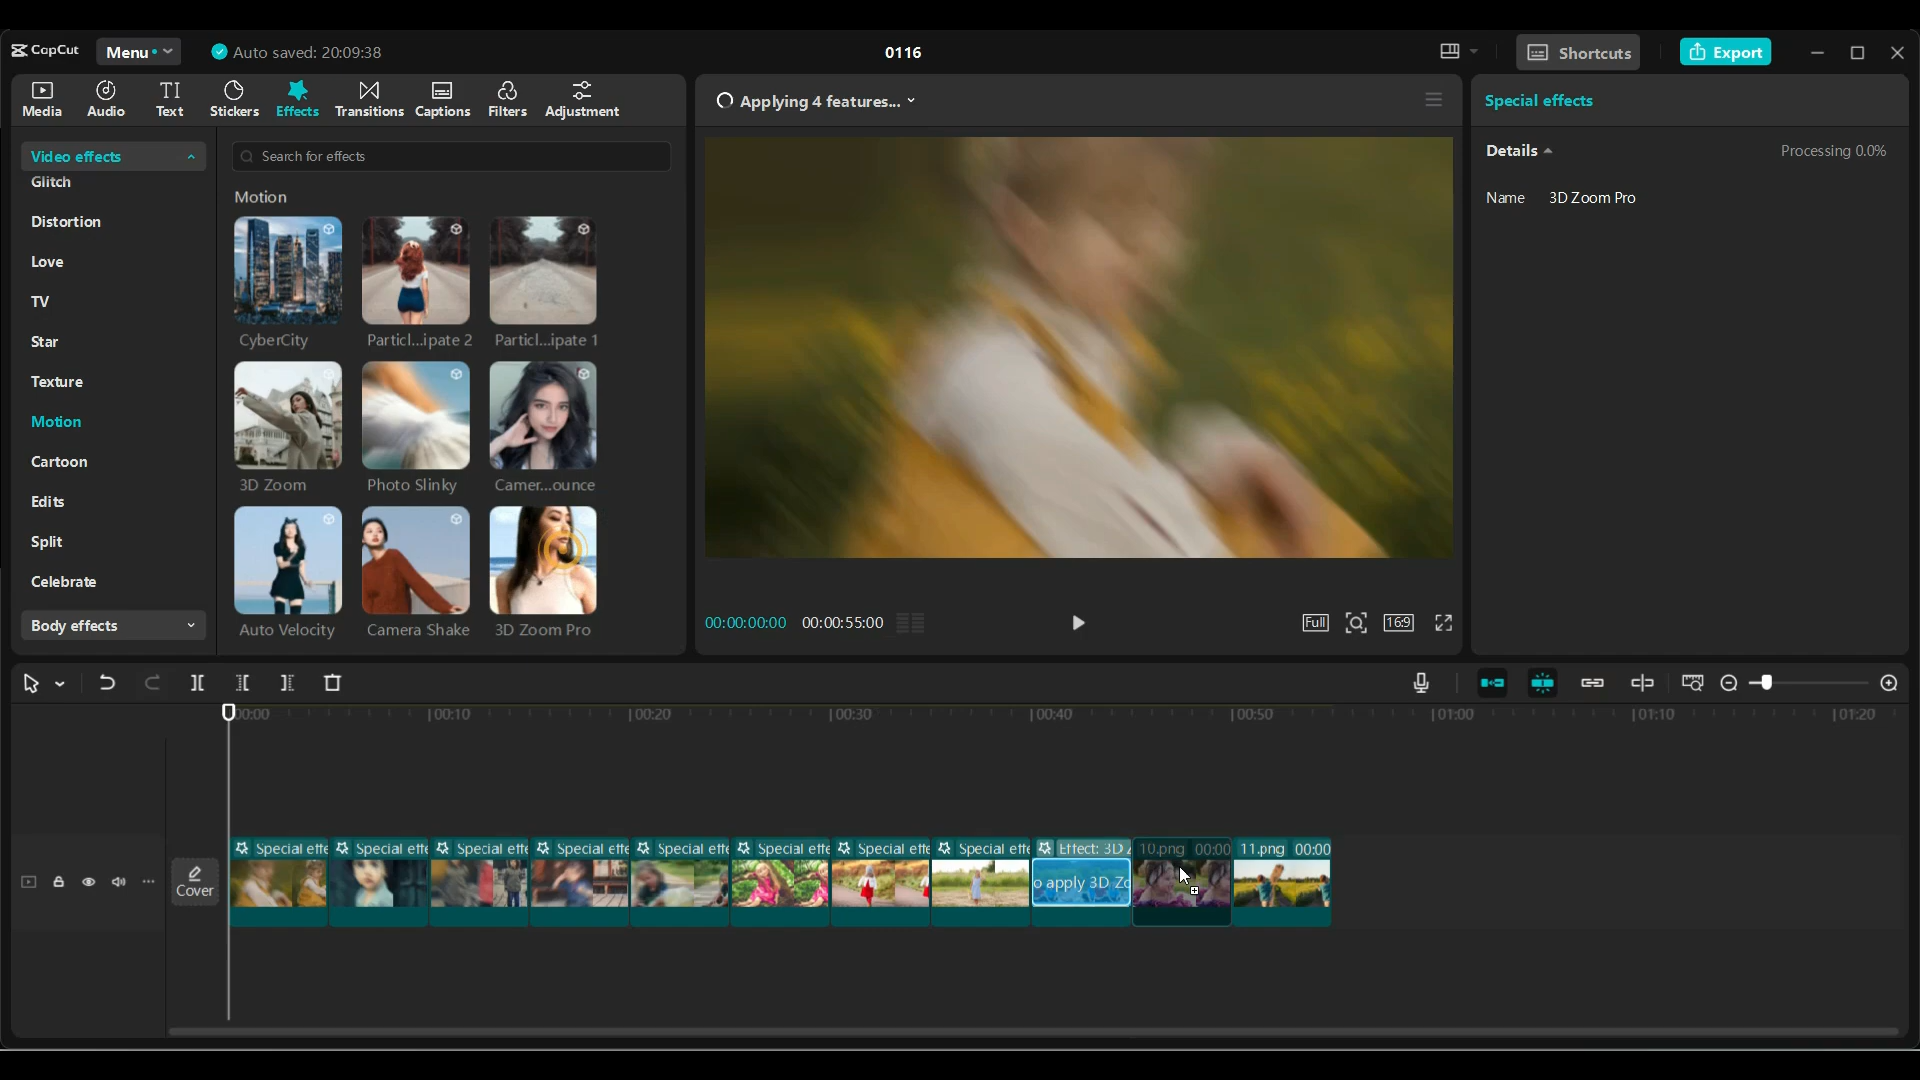 CapCut
Menu
Auto saved: 20:09:38
0116
Shortcuts
Export
Media
Audio
Text
Stickers
Effects
Transitions
Captions
Filters
Adjustment
Applying 4 features...
Special effects
Video effects
Glitch
Distortion
Love
TV
Star
Texture
Motion
Cartoon
Edits
Split
Celebrate
Body effects
Search for effects
Motion
CyberCity
Particl...ipate 2
Particl...ipate 1
3D Zoom
Photo Slinky
Camer...ounce
Auto Velocity
Camera Shake
3D Zoom Pro
00:00:00:00
00:00:55:00
Full
16:9
Details
Processing 0.0%
Name 3D Zoom Pro
00:00
00:10
00:20
00:30
00:40
00:50
01:00
01:10
01:20
Cover
Special effe
Special effe
Special effe
Special effe
Special effe
Special effe
Special effe
Special effe
Effect: 3D Z
10.png 00:00
11.png 00:00
o apply 3D Zo